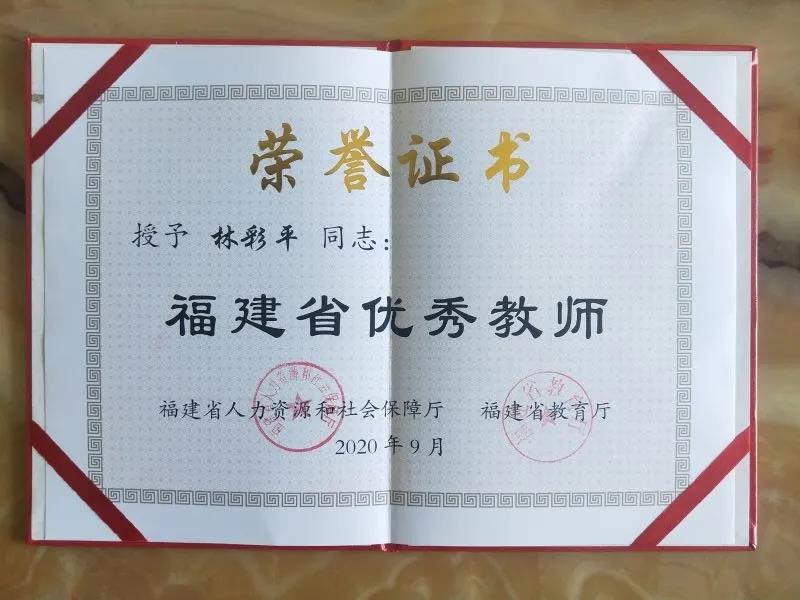 荣誉证书
授予 林彩平 同志：
福建省优秀教师
福建省人力资源和社会保障厅 福建省教育厅
2020年9月